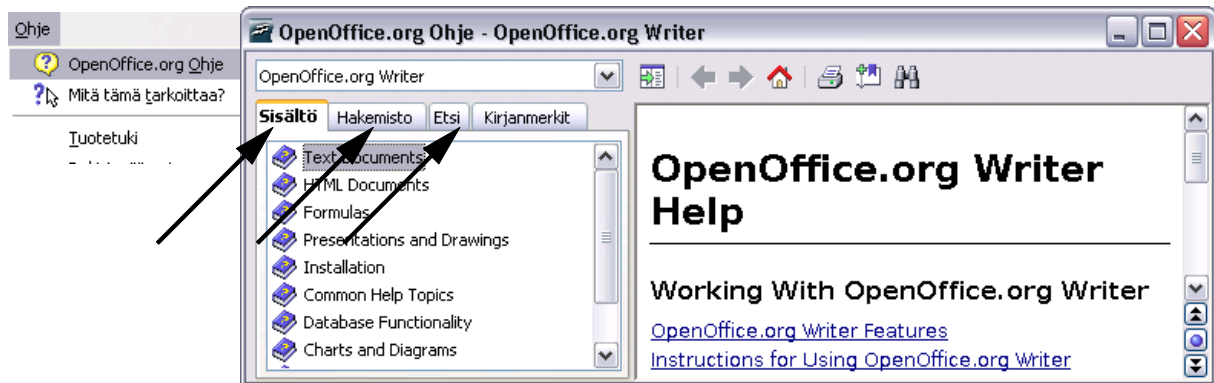 Ohje
OpenOffice.org Ohje
Mitä tämä tarkoittaa?
Tuotetuki
OpenOffice.org Ohje - OpenOffice.org Writer
OpenOffice.org Writer
Sisältö Hakemisto Etsi Kirjanmerkit
Text Documents
HTML Documents
Formulas
Presentations and Drawings
Installation
Common Help Topics
Database Functionality
Charts and Diagrams
OpenOffice.org Writer
Help
Working With OpenOffice.org Writer
OpenOffice.org Writer Features
Instructions for Using OpenOffice.org Writer